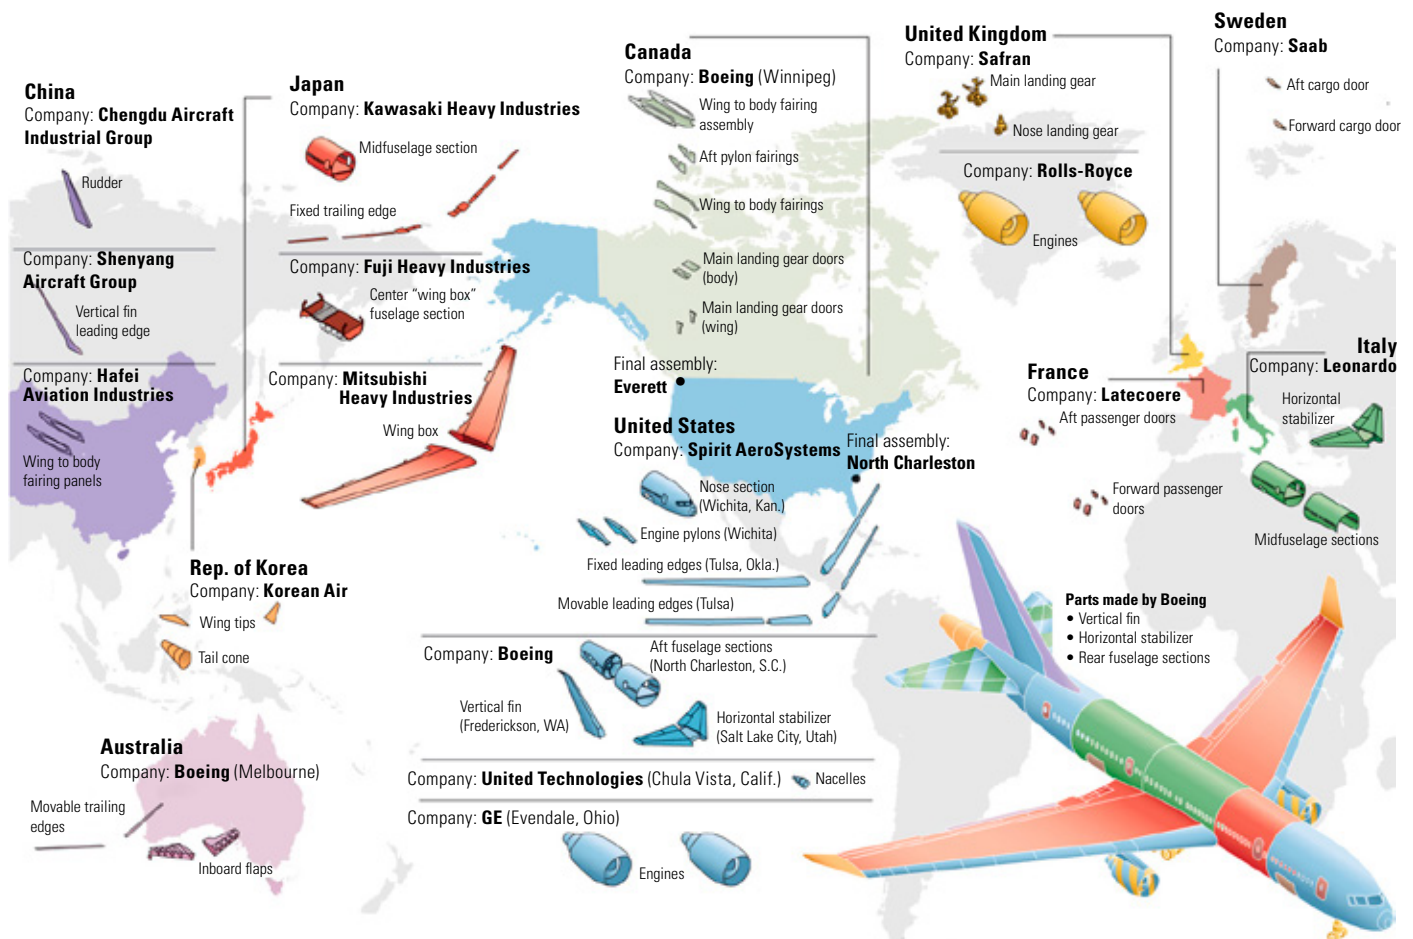 China
Company: Chengdu Aircraft
Industrial Group
Rudder
Company: Shenyang
Aircraft Group
Vertical fin
leading edge
Company: Hafei
Aviation Industries
Wing to body
fairing panels
Japan
Company: Kawasaki Heavy Industries
Midfuselage section
Fixed trailing edge
Company: Fuji Heavy Industries
Center “wing box”
fuselage section
Company: Mitsubishi
Heavy Industries
Wing box
Rep. of Korea
Company: Korean Air
Wing tips
Tail cone
Australia
Company: Boeing (Melbourne)
Movable trailing
edges
Inboard flaps
Canada
Company: Boeing (Winnipeg)
Wing to body fairing
assembly
Aft pylon fairings
Wing to body fairings
Main landing gear doors
(body)
Main landing gear doors
(wing)
Final assembly:
Everett
United States
Company: Spirit AeroSystems
Final assembly:
North Charleston
Nose section
(Wichita, Kan.)
Engine pylons (Wichita)
Fixed leading edges (Tulsa, Okla.)
Movable leading edges (Tulsa)
Company: Boeing
Aft fuselage sections
(North Charleston, S.C.)
Vertical fin
(Frederickson, WA)
Horizontal stabilizer
(Salt Lake City, Utah)
Company: United Technologies (Chula Vista, Calif.)
Nacelles
Company: GE (Evendale, Ohio)
Engines
United Kingdom
Company: Safran
Main landing gear
Nose landing gear
Company: Rolls-Royce
Engines
Sweden
Company: Saab
Aft cargo door
Forward cargo door
France
Company: Latecoere
Aft passenger doors
Forward passenger
doors
Italy
Company: Leonardo
Horizontal
stabilizer
Midfuselage sections
Parts made by Boeing
• Vertical fin
• Horizontal stabilizer
• Rear fuselage sections